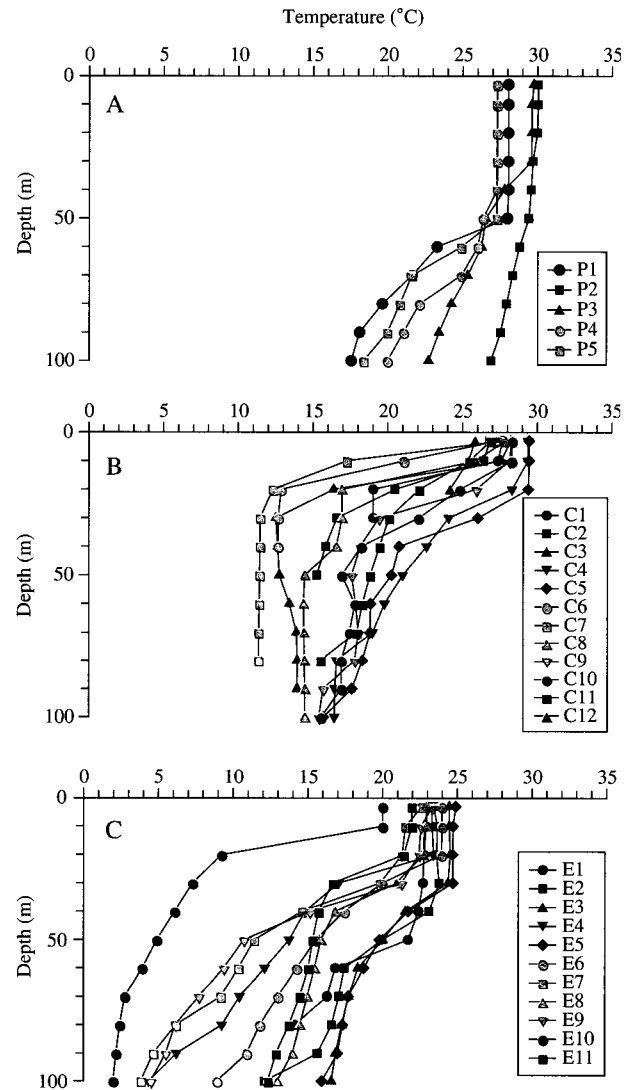 Temperature (°C)
0 5 10 15 20 25 30 35
0
A
50
100
Depth (m)
P1
P2
P3
P4
P5
0 5 10 15 20 25 30 35
0
B
50
100
Depth (m)
C1
C2
C3
C4
C5
C6
C7
C8
C9
C10
C11
C12
0 5 10 15 20 25 30 35
0
C
50
100
Depth (m)
E1
E2
E3
E4
E5
E6
E7
E8
E9
E10
E11